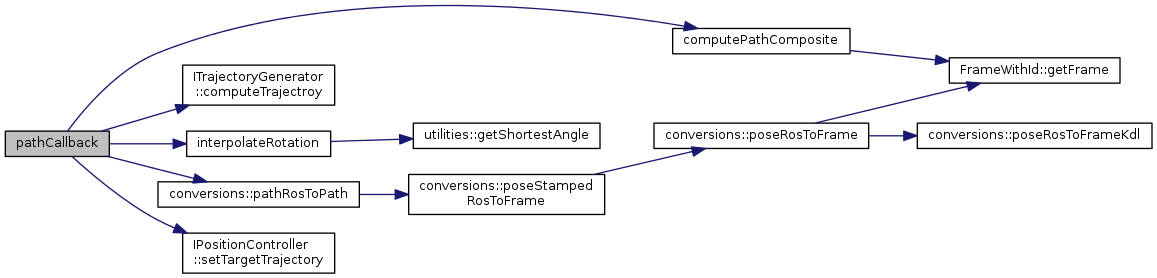 pathCallback
computePathComposite
FrameWithId::getFrame
ITrajectoryGenerator
::computeTrajectroy
interpolateRotation
utilities::getShortestAngle
conversions::poseRosToFrame
conversions::poseRosToFrameKdl
conversions::pathRosToPath
conversions::poseStamped
RosToFrame
IPositionController
::setTargetTrajectory